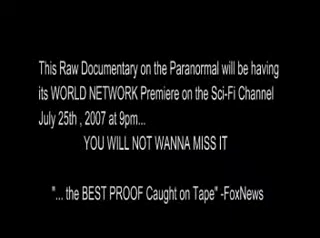 This Raw Documentary on the Paranormal will be having
its WORLD NETWORK Premiere on the Sci-Fi Channel
July 25th , 2007 at 9pm...
YOU WILL NOT WANNA MISS IT
"... the BEST PROOF Caught on Tape" -FoxNews